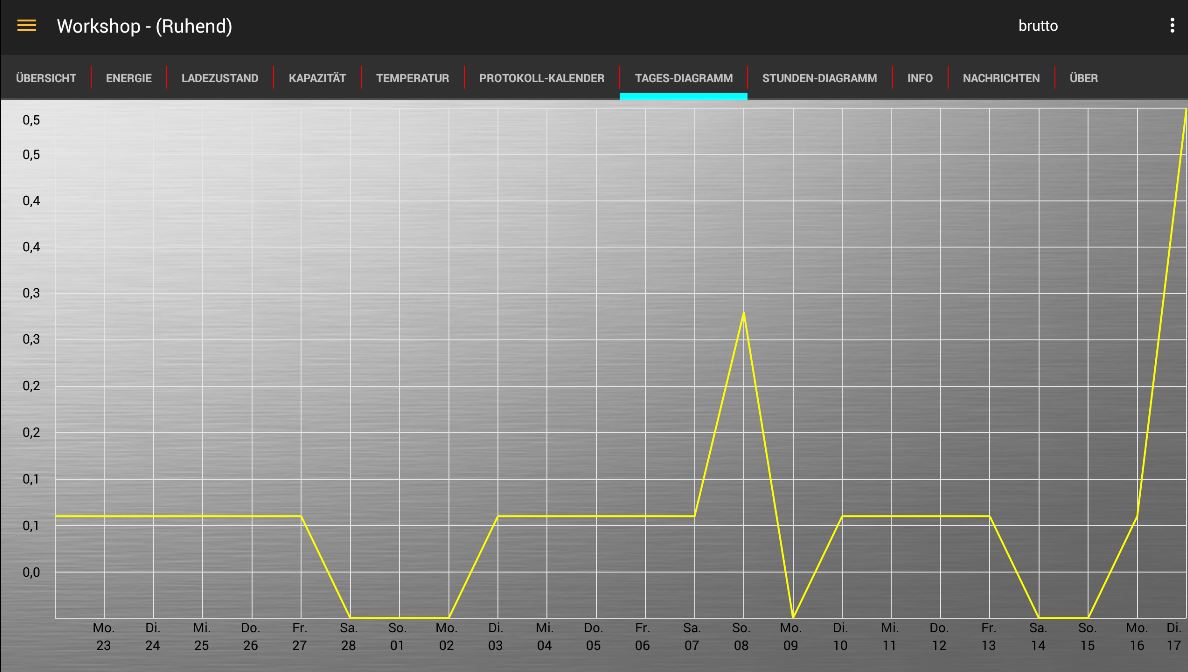 Workshop - (Ruhend) brutto
ÜBERSICHT ENERGIE LADEZUSTAND KAPAZITÄT TEMPERATUR PROTOKOLL-KALENDER TAGES-DIAGRAMM STUNDEN-DIAGRAMM INFO NACHRICHTEN ÜBER
0,5
0,5
0,4
0,4
0,3
0,3
0,2
0,2
0,1
0,1
0,0
Mo. Di. Mi. Do. Fr. Sa. So. Mo. Di. Mi. Do. Fr. Sa. So. Mo. Di. Mi. Do. Fr. Sa. So. Mo. Di.
23 24 25 26 27 28 01 02 03 04 05 06 07 08 09 10 11 12 13 14 15 16 17